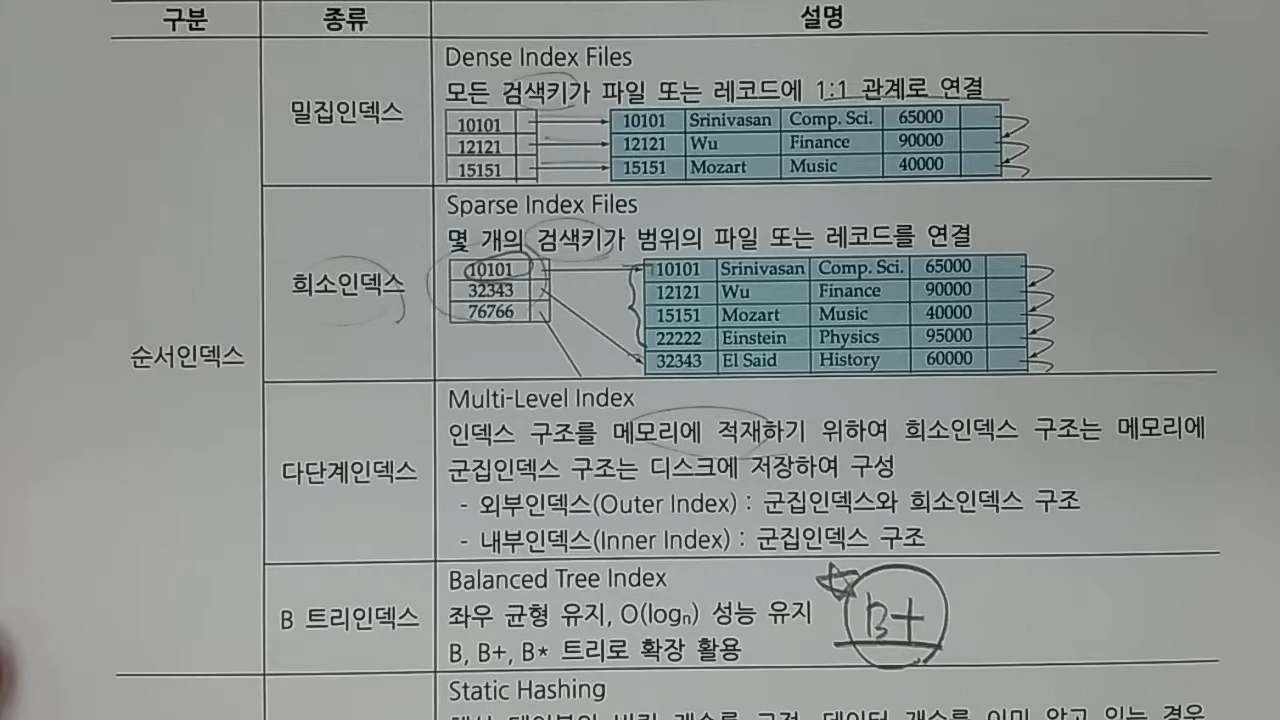 구분 종류 설명
Dense Index Files
모든 검색키가 파일 또는 레코드에 1:1 관계로 연결
밀집인덱스
10101 10101 Srinivasan Comp. Sci. 65000
12121 12121 Wu Finance 90000
15151 15151 Mozart Music 40000
Sparse Index Files
몇 개의 검색키가 범위의 파일 또는 레코드를 연결
희소인덱스
10101 10101 Srinivasan Comp. Sci. 65000
32343 12121 Wu Finance 90000
76766 15151 Mozart Music 40000
22222 Einstein Physics 95000
32343 El Said History 60000
순서인덱스
Multi-Level Index
인덱스 구조를 메모리에 적재하기 위하여 희소인덱스 구조는 메모리에
다단계인덱스
군집인덱스 구조는 디스크에 저장하여 구성
- 외부인덱스(Outer Index) : 군집인덱스와 희소인덱스 구조
- 내부인덱스(Inner Index) : 군집인덱스 구조
Balanced Tree Index
B 트리인덱스
좌우 균형 유지, O(logn) 성능 유지
B+
B, B+, B* 트리로 확장 활용
Static Hashing